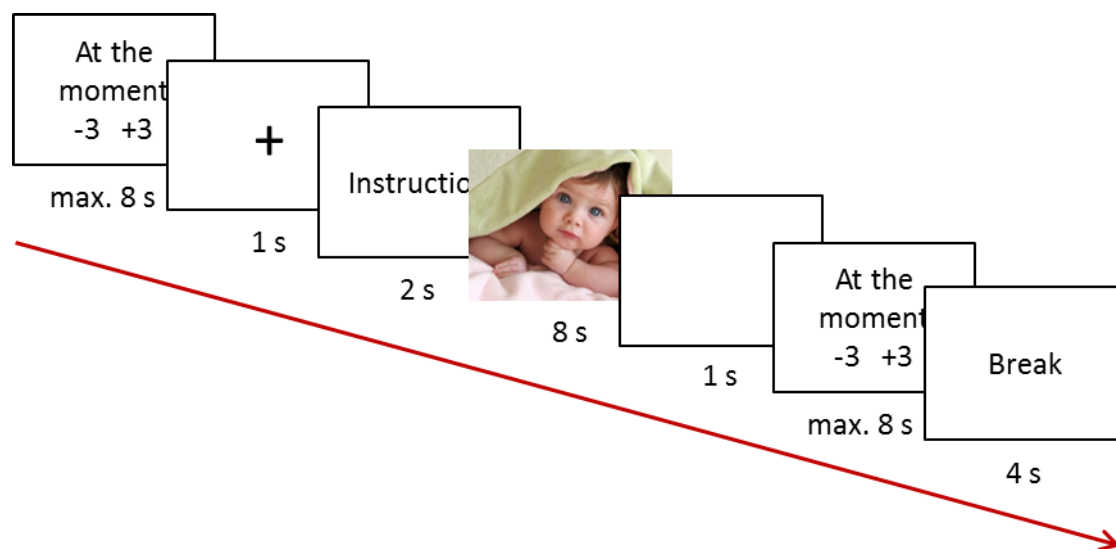 At the
moment
-3 +3
max. 8 s
+
1 s
Instructio
2 s
8 s
1 s
At the
moment
-3 +3
max. 8 s
Break
4 s